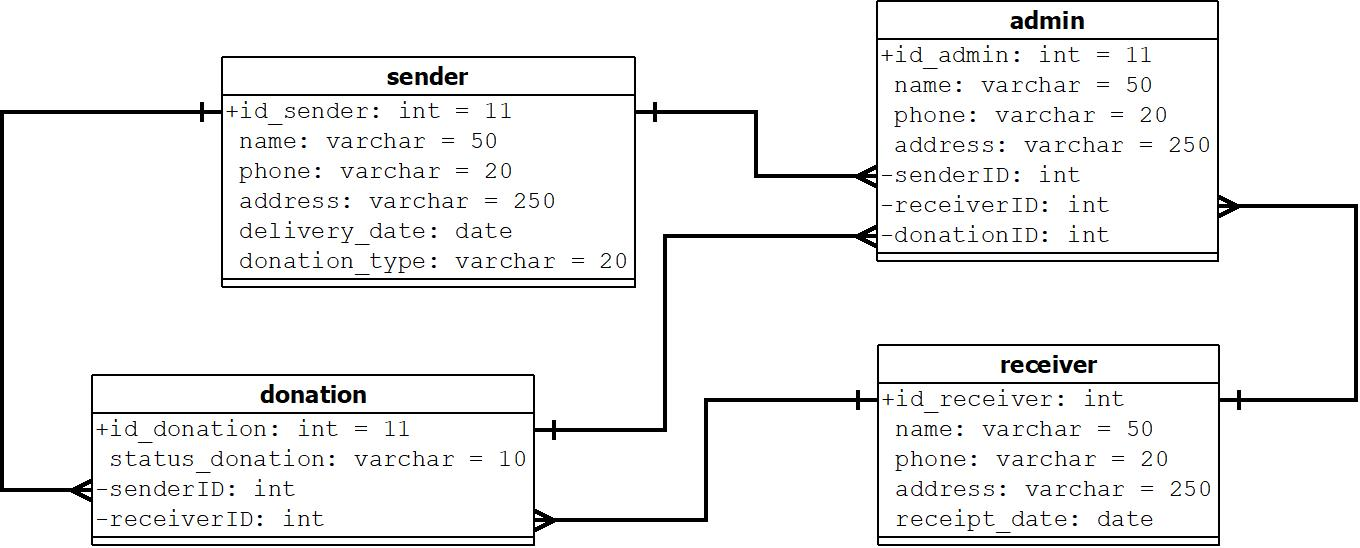 sender
+id_sender: int = 11
name: varchar = 50
phone: varchar = 20
address: varchar = 250
delivery_date: date
donation_type: varchar = 20
admin
+id_admin: int = 11
name: varchar = 50
phone: varchar = 20
address: varchar = 250
-senderID: int
-receiverID: int
-donationID: int
donation
+id_donation: int = 11
status_donation: varchar = 10
-senderID: int
-receiverID: int
receiver
+id_receiver: int
name: varchar = 50
phone: varchar = 20
address: varchar = 250
receipt_date: date